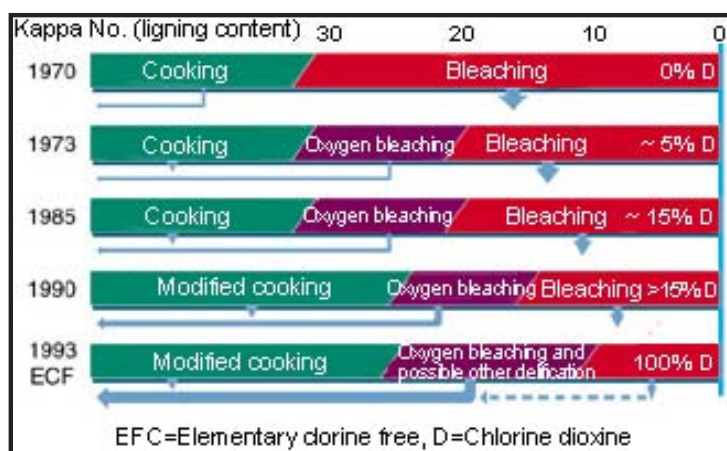 Kappa No. (ligning content) 30 20 10 0
1970 Cooking Bleaching 0% D
1973 Cooking Oxygen bleaching Bleaching ~ 5% D
1985 Cooking Oxygen bleaching Bleaching ~ 15% D
1990 Modified cooking Oxygen bleaching Bleaching >15% D
1993 ECF Modified cooking Oxygen bleaching and possible other delification 100% D
EFC=Elementary clorine free, D=Chlorine dioxine